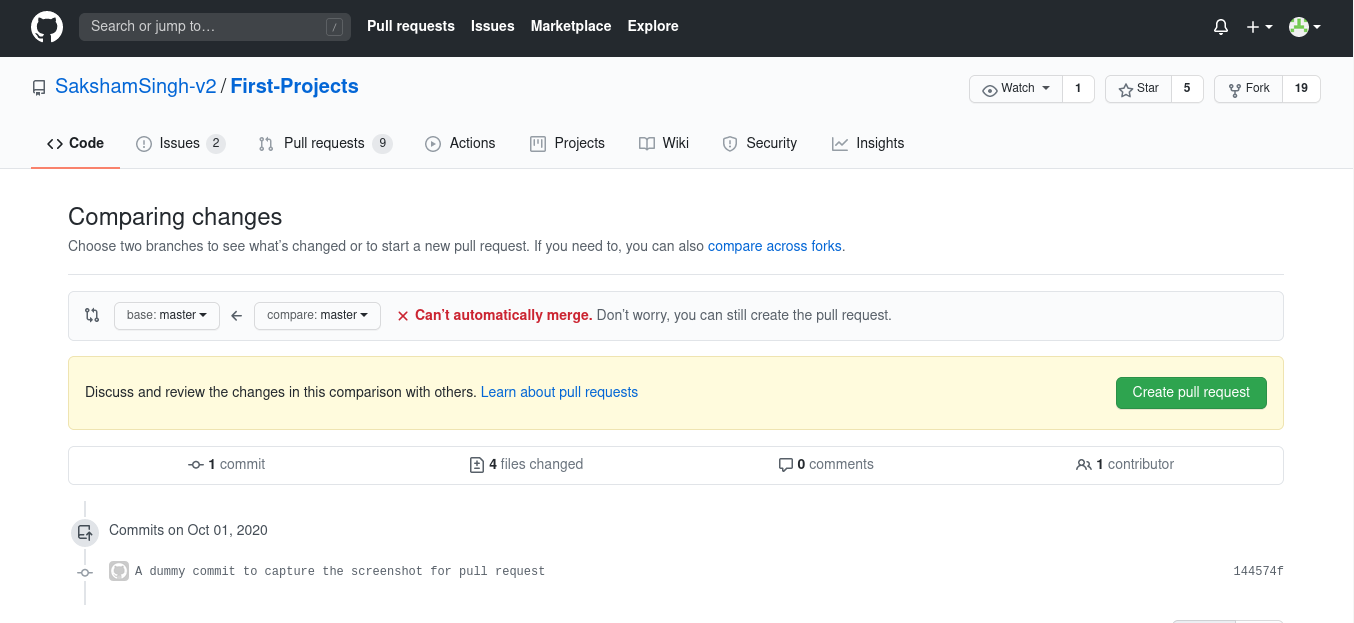 Search or jump to… / Pull requests Issues Marketplace Explore
SakshamSingh-v2 / First-Projects Watch 1 Star 5 Fork 19
Code Issues 2 Pull requests 9 Actions Projects Wiki Security Insights
Comparing changes
Choose two branches to see what’s changed or to start a new pull request. If you need to, you can also compare across forks.
base: master compare: master Can’t automatically merge. Don’t worry, you can still create the pull request.
Discuss and review the changes in this comparison with others. Learn about pull requests Create pull request
1 commit 4 files changed 0 comments 1 contributor
Commits on Oct 01, 2020
A dummy commit to capture the screenshot for pull request 144574f